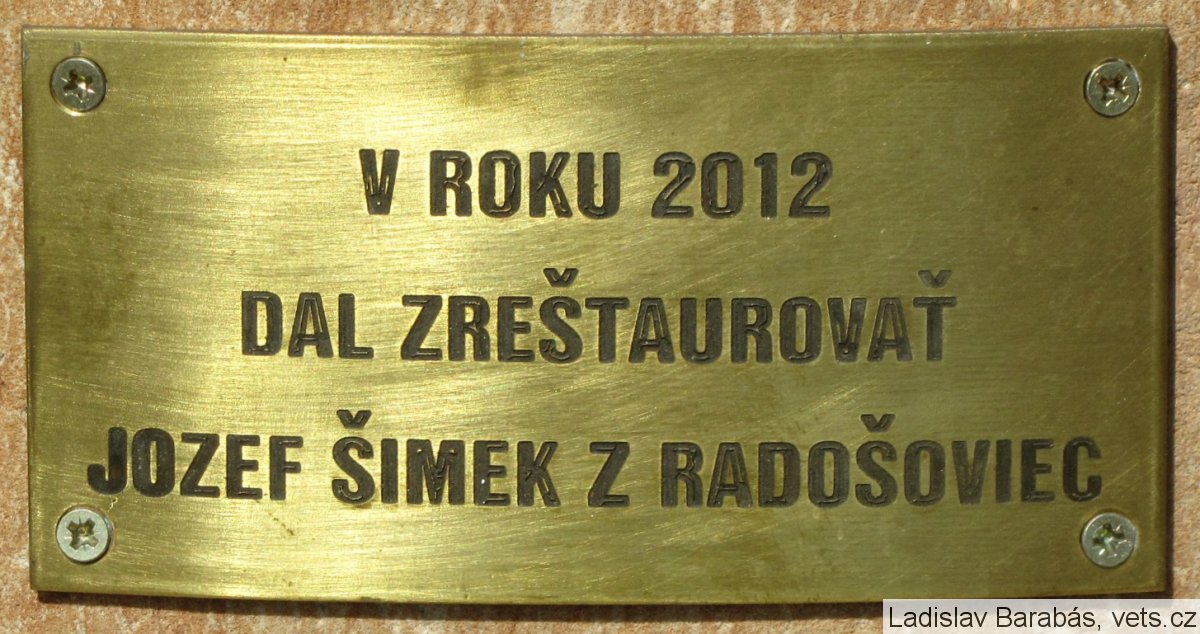 V ROKU 2012
DAL ZREŠTAUROVAŤ
JOZEF ŠIMEK Z RADOŠOVIEC
Ladislav Barabás, vets.cz